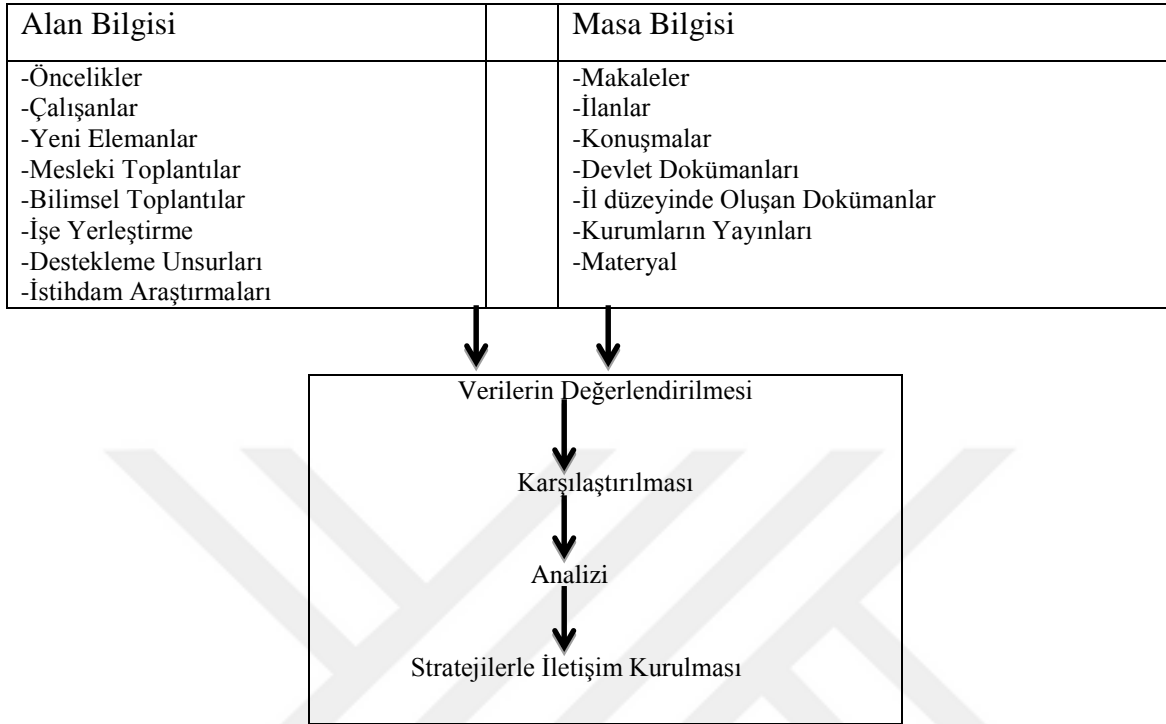 Alan Bilgisi
-Öncelikler
-Çalışanlar
-Yeni Elemanlar
-Mesleki Toplantılar
-Bilimsel Toplantılar
-İşe Yerleştirme
-Destekleme Unsurları
-İstihdam Araştırmaları
Masa Bilgisi
-Makaleler
-İlanlar
-Konuşmalar
-Devlet Dokümanları
-İl düzeyinde Oluşan Dokümanlar
-Kurumların Yayınları
-Materyal
Verilerin Değerlendirilmesi
Karşılaştırılması
Analizi
Stratejilerle İletişim Kurulması